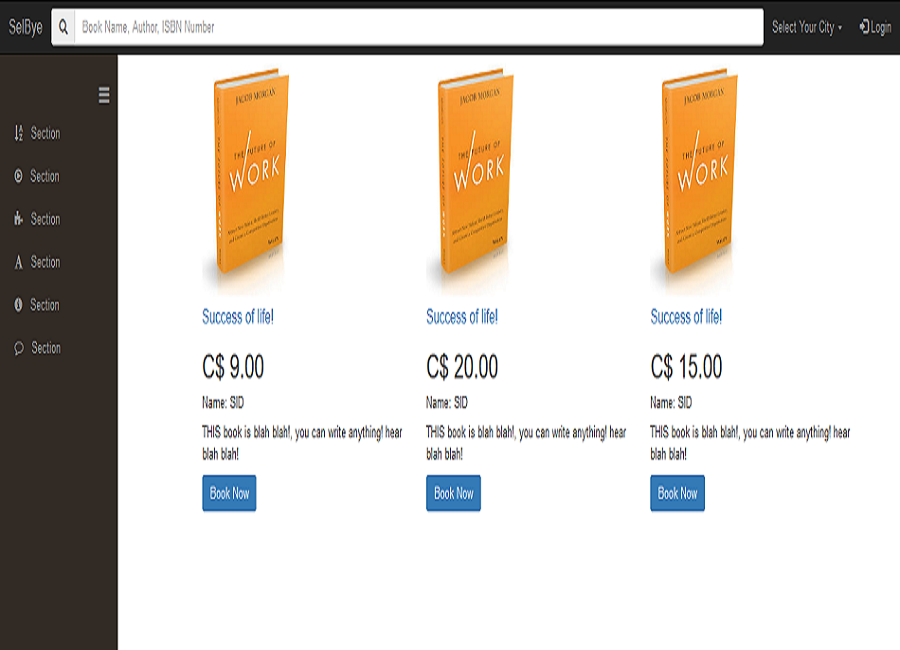 SelBye
Book Name, Author, ISBN Number
Select Your City
Login
Section
Section
Section
Section
Section
Section
JACOB MORGAN
THE FUTURE OF
WORK
JACOB MORGAN
THE FUTURE OF
WORK
JACOB MORGAN
THE FUTURE OF
WORK
Success of life!
Success of life!
Success of life!
C$ 9.00
C$ 20.00
C$ 15.00
Name: SID
Name: SID
Name: SID
THIS book is blah blah!, you can write anything! hear
blah blah!
THIS book is blah blah!, you can write anything! hear
blah blah!
THIS book is blah blah!, you can write anything! hear
blah blah!
Book Now
Book Now
Book Now